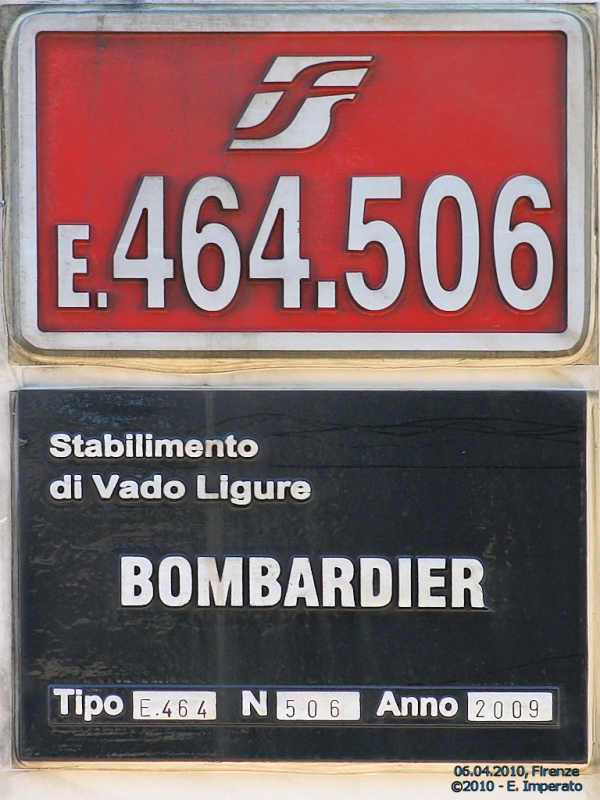 E.464.506
Stabilimento
di Vado Ligure
BOMBARDIER
Tipo E.464 N 506 Anno 2009
06.04.2010, Firenze
©2010 - E. Imperato